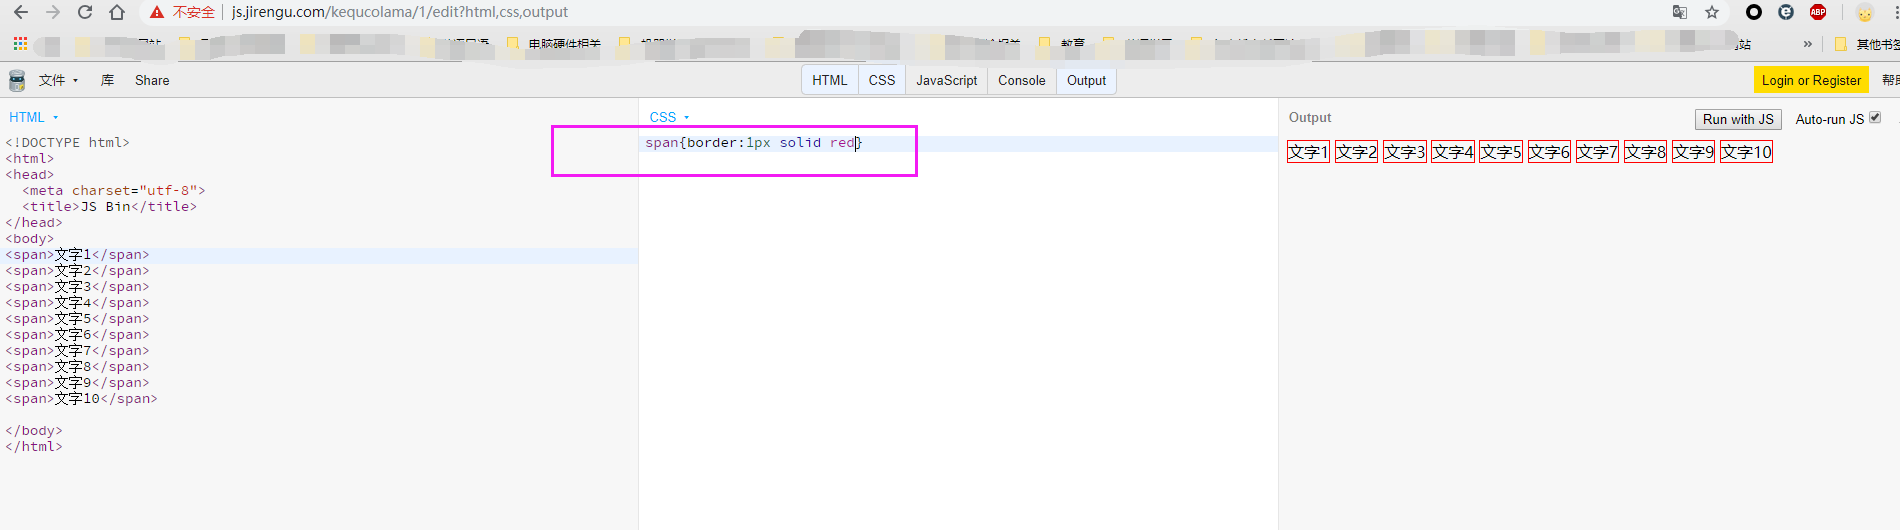 不安全 js.jirengu.com/kequcolama/1/edit?html,css,output
电脑硬件相关 教育 » 其他书签
文件 库 Share HTML CSS JavaScript Console Output Login or Register 帮助
HTML
<!DOCTYPE html>
<html>
<head>
<meta charset="utf-8">
<title>JS Bin</title>
</head>
<body>
<span>文字1</span>
<span>文字2</span>
<span>文字3</span>
<span>文字4</span>
<span>文字5</span>
<span>文字6</span>
<span>文字7</span>
<span>文字8</span>
<span>文字9</span>
<span>文字10</span>
</body>
</html>
CSS
span{border:1px solid red}
Output Run with JS Auto-run JS
文字1 文字2 文字3 文字4 文字5 文字6 文字7 文字8 文字9 文字10